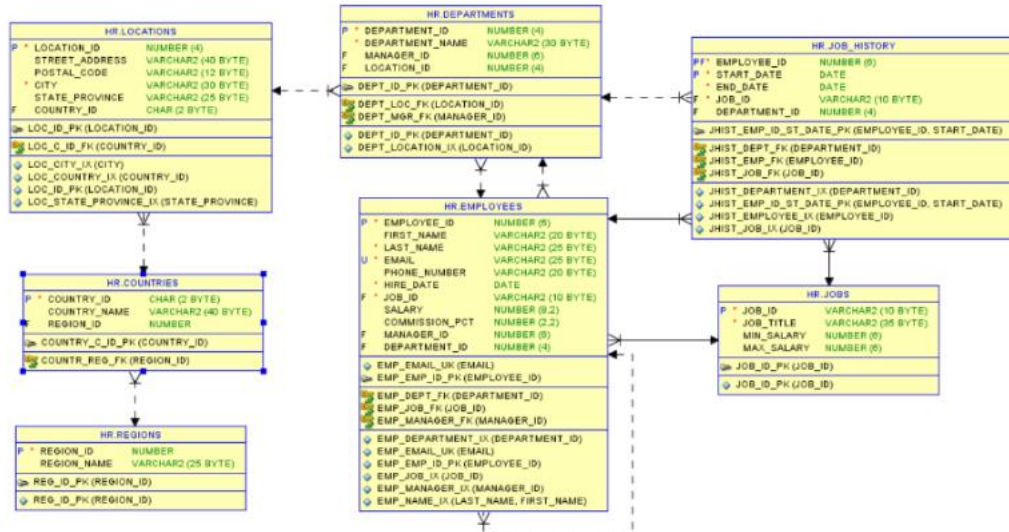 HR.LOCATIONS
P * LOCATION_ID NUMBER (4)
STREET_ADDRESS VARCHAR2 (40 BYTE)
POSTAL_CODE VARCHAR2 (12 BYTE)
* CITY VARCHAR2 (30 BYTE)
STATE_PROVINCE VARCHAR2 (25 BYTE)
F COUNTRY_ID CHAR (2 BYTE)
LOC_ID_PK (LOCATION_ID)
LOC_C_ID_FK (COUNTRY_ID)
LOC_CITY_IX (CITY)
LOC_COUNTRY_IX (COUNTRY_ID)
LOC_ID_PK (LOCATION_ID)
LOC_STATE_PROVINCE_IX (STATE_PROVINCE)
HR.COUNTRIES
P * COUNTRY_ID CHAR (2 BYTE)
COUNTRY_NAME VARCHAR2 (40 BYTE)
F REGION_ID NUMBER
COUNTRY_C_ID_PK (COUNTRY_ID)
COUNTR_REG_FK (REGION_ID)
HR.REGIONS
P * REGION_ID NUMBER
REGION_NAME VARCHAR2 (25 BYTE)
REG_ID_PK (REGION_ID)
REG_ID_PK (REGION_ID)
HR.DEPARTMENTS
P * DEPARTMENT_ID NUMBER (4)
* DEPARTMENT_NAME VARCHAR2 (30 BYTE)
F MANAGER_ID NUMBER (6)
F LOCATION_ID NUMBER (4)
DEPT_ID_PK (DEPARTMENT_ID)
DEPT_LOC_FK (LOCATION_ID)
DEPT_MGR_FK (MANAGER_ID)
DEPT_ID_PK (DEPARTMENT_ID)
DEPT_LOCATION_IX (LOCATION_ID)
HR.EMPLOYEES
P * EMPLOYEE_ID NUMBER (6)
FIRST_NAME VARCHAR2 (20 BYTE)
* LAST_NAME VARCHAR2 (25 BYTE)
U * EMAIL VARCHAR2 (25 BYTE)
PHONE_NUMBER VARCHAR2 (20 BYTE)
* HIRE_DATE DATE
F * JOB_ID VARCHAR2 (10 BYTE)
SALARY NUMBER (8,2)
COMMISSION_PCT NUMBER (2,2)
F MANAGER_ID NUMBER (6)
F DEPARTMENT_ID NUMBER (4)
EMP_EMAIL_UK (EMAIL)
EMP_EMP_ID_PK (EMPLOYEE_ID)
EMP_DEPT_FK (DEPARTMENT_ID)
EMP_JOB_FK (JOB_ID)
EMP_MANAGER_FK (MANAGER_ID)
EMP_DEPARTMENT_IX (DEPARTMENT_ID)
EMP_EMAIL_UK (EMAIL)
EMP_EMP_ID_PK (EMPLOYEE_ID)
EMP_JOB_IX (JOB_ID)
EMP_MANAGER_IX (MANAGER_ID)
EMP_NAME_IX (LAST_NAME, FIRST_NAME)
HR.JOB_HISTORY
PF* EMPLOYEE_ID NUMBER (6)
P * START_DATE DATE
* END_DATE DATE
F * JOB_ID VARCHAR2 (10 BYTE)
F DEPARTMENT_ID NUMBER (4)
JHIST_EMP_ID_ST_DATE_PK (EMPLOYEE_ID, START_DATE)
JHIST_DEPT_FK (DEPARTMENT_ID)
JHIST_EMP_FK (EMPLOYEE_ID)
JHIST_JOB_FK (JOB_ID)
JHIST_DEPARTMENT_IX (DEPARTMENT_ID)
JHIST_EMP_ID_ST_DATE_PK (EMPLOYEE_ID, START_DATE)
JHIST_EMPLOYEE_IX (EMPLOYEE_ID)
JHIST_JOB_IX (JOB_ID)
HR.JOBS
P * JOB_ID VARCHAR2 (10 BYTE)
* JOB_TITLE VARCHAR2 (35 BYTE)
MIN_SALARY NUMBER (6)
MAX_SALARY NUMBER (6)
JOB_ID_PK (JOB_ID)
JOB_ID_PK (JOB_ID)